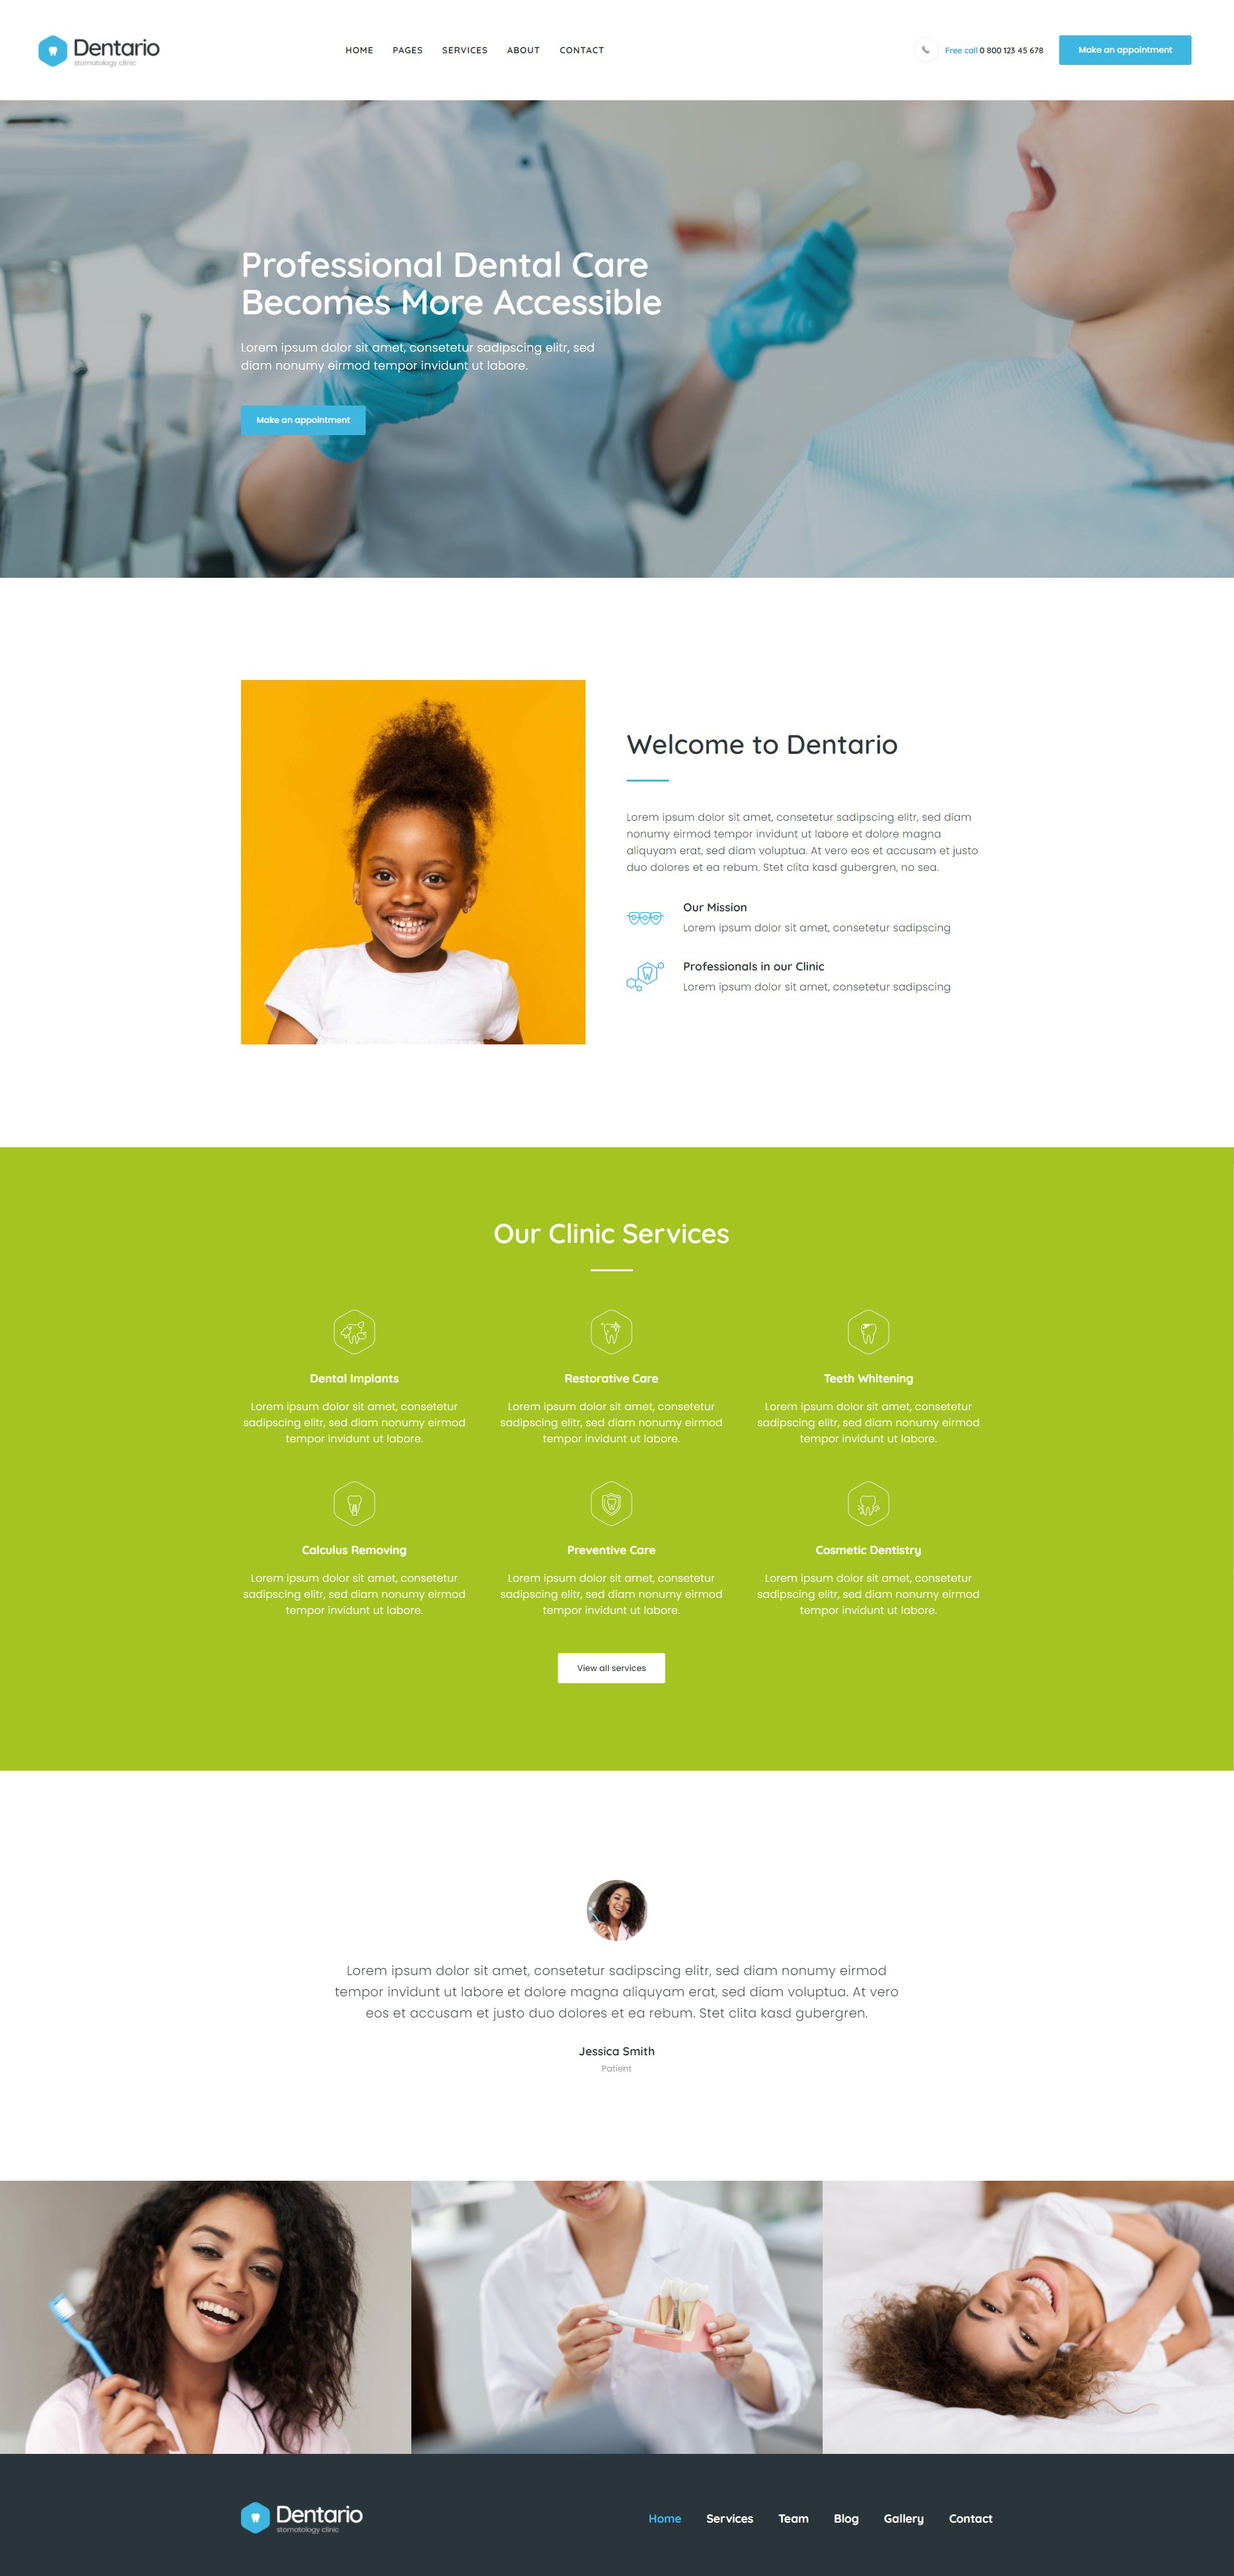 Dentario
stomatology clinic
HOME PAGES SERVICES ABOUT CONTACT
Free call 0 800 123 45 678
Make an appointment
Professional Dental Care
Becomes More Accessible
Lorem ipsum dolor sit amet, consetetur sadipscing elitr, sed
diam nonumy eirmod tempor invidunt ut labore.
Make an appointment
Welcome to Dentario
Lorem ipsum dolor sit amet, consetetur sadipscing elitr, sed diam
nonumy eirmod tempor invidunt ut labore et dolore magna
aliquyam erat, sed diam voluptua. At vero eos et accusam et justo
duo dolores et ea rebum. Stet clita kasd gubergren, no sea.
Our Mission
Lorem ipsum dolor sit amet, consetetur sadipscing
Professionals in our Clinic
Lorem ipsum dolor sit amet, consetetur sadipscing
Our Clinic Services
Dental Implants
Lorem ipsum dolor sit amet, consetetur
sadipscing elitr, sed diam nonumy eirmod
tempor invidunt ut labore.
Restorative Care
Lorem ipsum dolor sit amet, consetetur
sadipscing elitr, sed diam nonumy eirmod
tempor invidunt ut labore.
Teeth Whitening
Lorem ipsum dolor sit amet, consetetur
sadipscing elitr, sed diam nonumy eirmod
tempor invidunt ut labore.
Calculus Removing
Lorem ipsum dolor sit amet, consetetur
sadipscing elitr, sed diam nonumy eirmod
tempor invidunt ut labore.
Preventive Care
Lorem ipsum dolor sit amet, consetetur
sadipscing elitr, sed diam nonumy eirmod
tempor invidunt ut labore.
Cosmetic Dentistry
Lorem ipsum dolor sit amet, consetetur
sadipscing elitr, sed diam nonumy eirmod
tempor invidunt ut labore.
View all services
Lorem ipsum dolor sit amet, consetetur sadipscing elitr, sed diam nonumy eirmod
tempor invidunt ut labore et dolore magna aliquyam erat, sed diam voluptua. At vero
eos et accusam et justo duo dolores et ea rebum. Stet clita kasd gubergren.
Jessica Smith
Patient
Dentario
stomatology clinic
Home Services Team Blog Gallery Contact